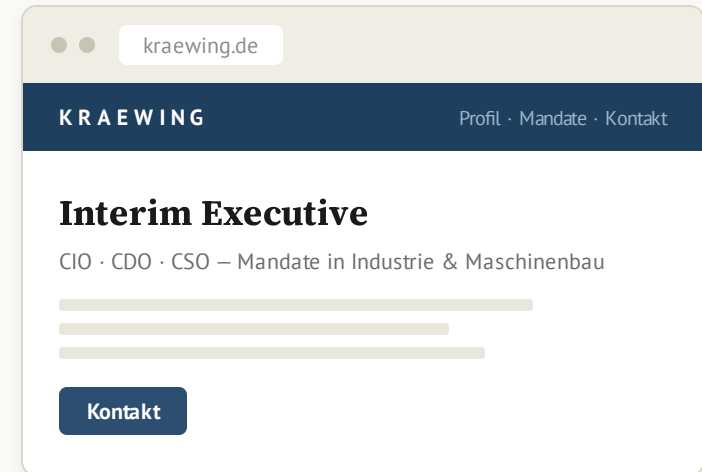 kraewing.de
KRAEWING
Profil · Mandate · Kontakt
Interim Executive
CIO · CDO · CSO — Mandate in Industrie & Maschinenbau
Kontakt